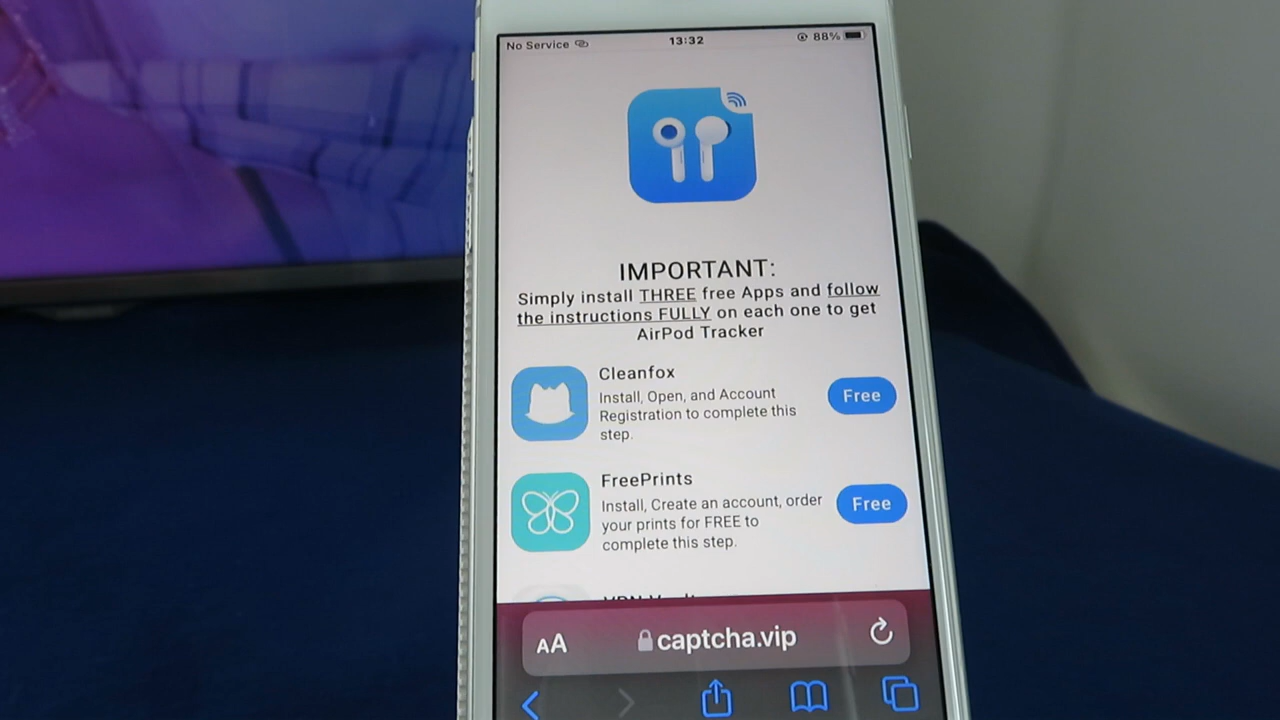 No Service
13:32
88%
IMPORTANT:
Simply install THREE free Apps and follow
the instructions FULLY on each one to get
AirPod Tracker
Cleanfox
Install, Open, and Account
Registration to complete this
step.
Free
FreePrints
Install, Create an account, order
your prints for FREE to
complete this step.
Free
VPN Vault
AA
captcha.vip